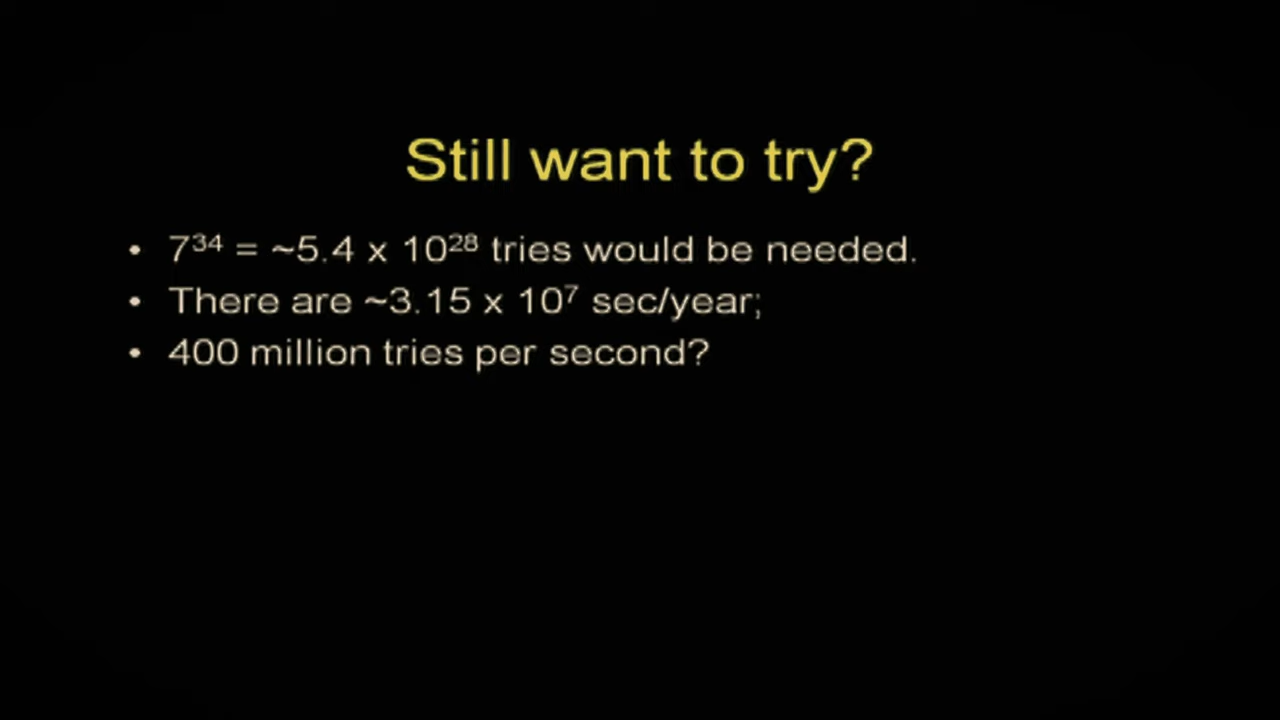 Still want to try?
• 7³⁴ = ~5.4 x 10²⁸ tries would be needed.
• There are ~3.15 x 10⁷ sec/year;
• 400 million tries per second?